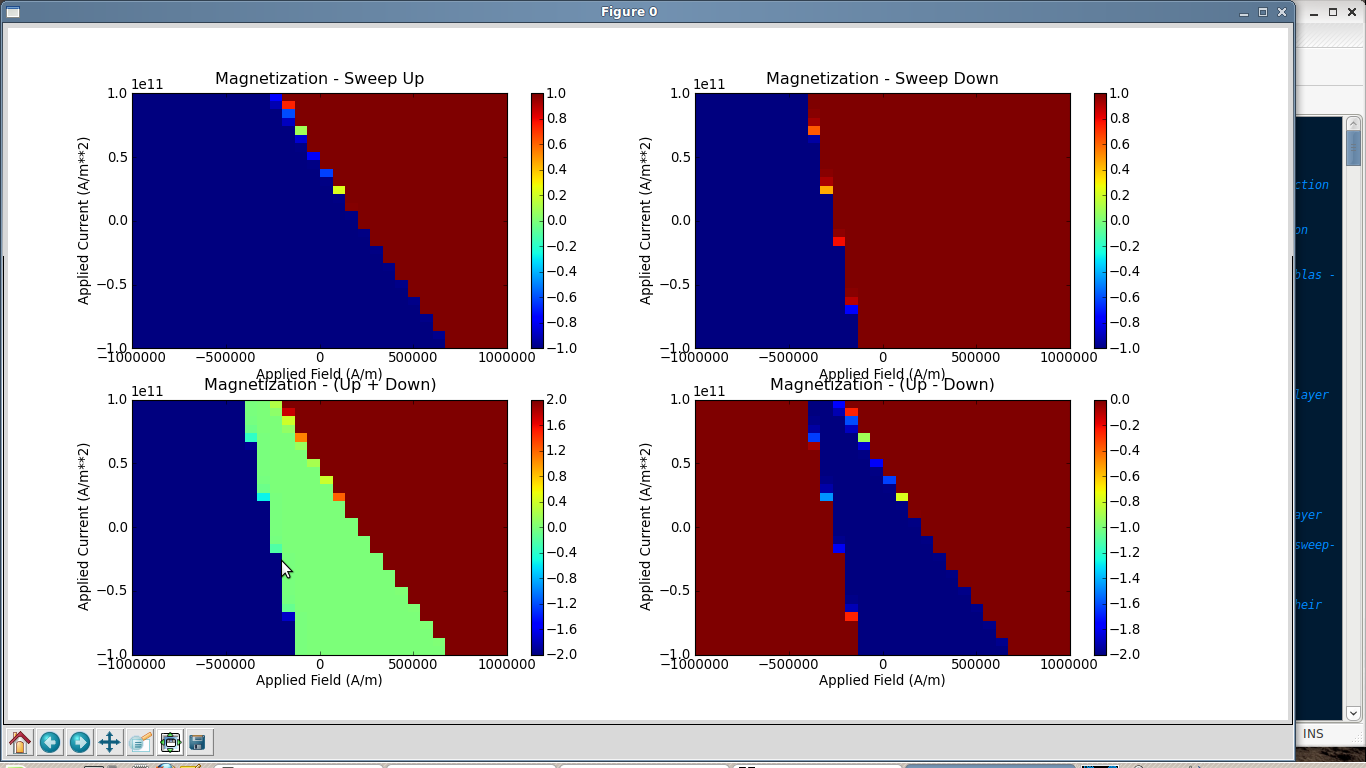 Figure 0
Magnetization - Sweep Up
1e11
1.0
0.5
0.0
−0.5
−1.0
Applied Current (A/m**2)
−1000000 −500000 0 500000 1000000
Applied Field (A/m)
1.0
0.8
0.6
0.4
0.2
0.0
−0.2
−0.4
−0.6
−0.8
−1.0
Magnetization - Sweep Down
1e11
1.0
0.5
0.0
−0.5
−1.0
Applied Current (A/m**2)
−1000000 −500000 0 500000 1000000
Applied Field (A/m)
1.0
0.8
0.6
0.4
0.2
0.0
−0.2
−0.4
−0.6
−0.8
−1.0
Magnetization - (Up + Down)
1e11
1.0
0.5
0.0
−0.5
−1.0
Applied Current (A/m**2)
−1000000 −500000 0 500000 1000000
Applied Field (A/m)
2.0
1.6
1.2
0.8
0.4
0.0
−0.4
−0.8
−1.2
−1.6
−2.0
Magnetization - (Up - Down)
1e11
1.0
0.5
0.0
−0.5
−1.0
Applied Current (A/m**2)
−1000000 −500000 0 500000 1000000
Applied Field (A/m)
0.0
−0.2
−0.4
−0.6
−0.8
−1.0
−1.2
−1.4
−1.6
−1.8
−2.0
ction
on
blas -
layer
ayer
sweep-
heir
INS